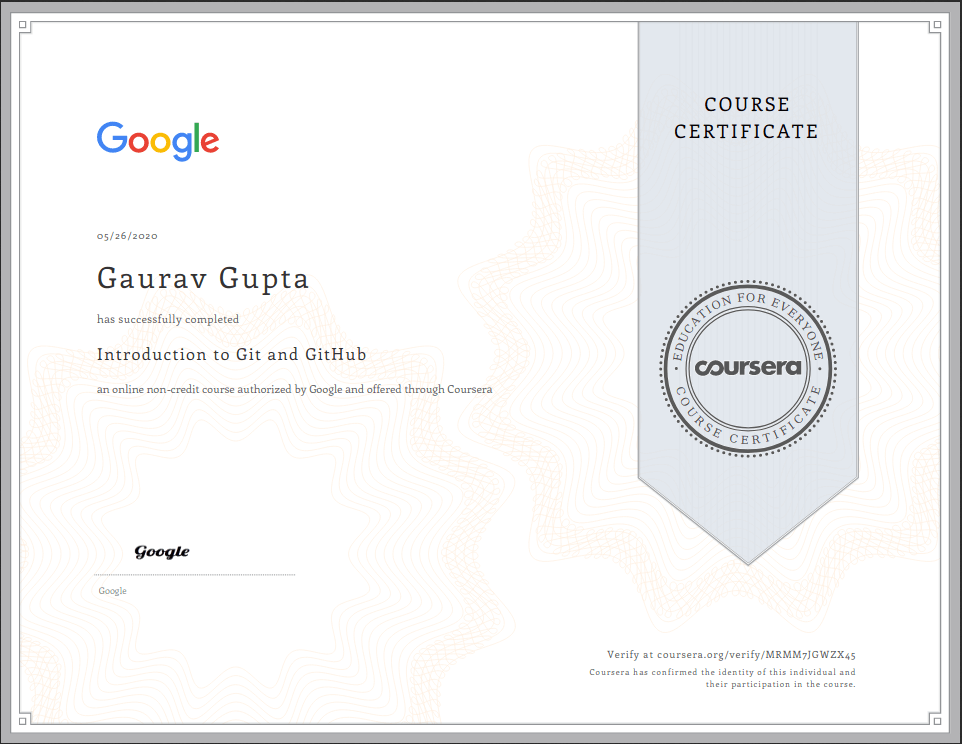 Google
05/26/2020
Gaurav Gupta
has successfully completed
Introduction to Git and GitHub
an online non-credit course authorized by Google and offered through Coursera
Google
Google
COURSE
CERTIFICATE
EDUCATION FOR EVERYONE
coursera
COURSE CERTIFICATE
Verify at coursera.org/verify/MRMM7JGWZX45
Coursera has confirmed the identity of this individual and
their participation in the course.